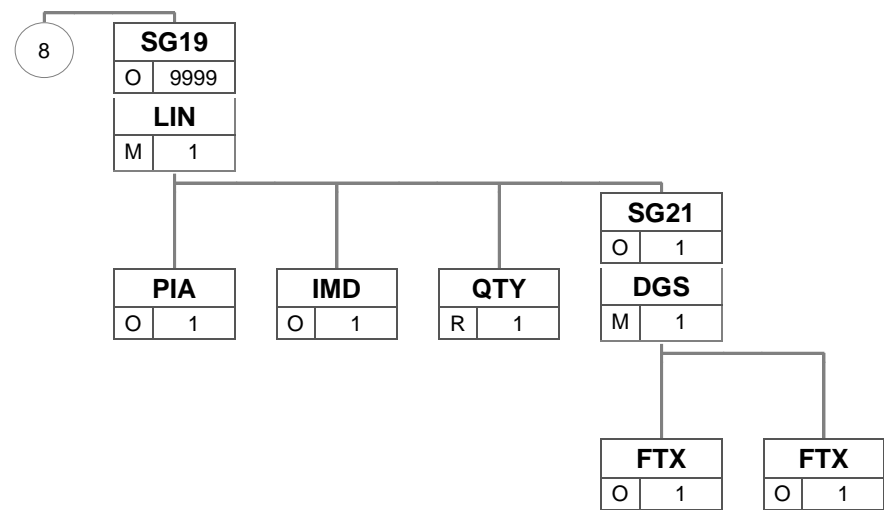 8
SG19
O 9999
LIN
M 1
SG21
O 1
PIA
O 1
IMD
O 1
QTY
R 1
DGS
M 1
FTX
O 1
FTX
O 1